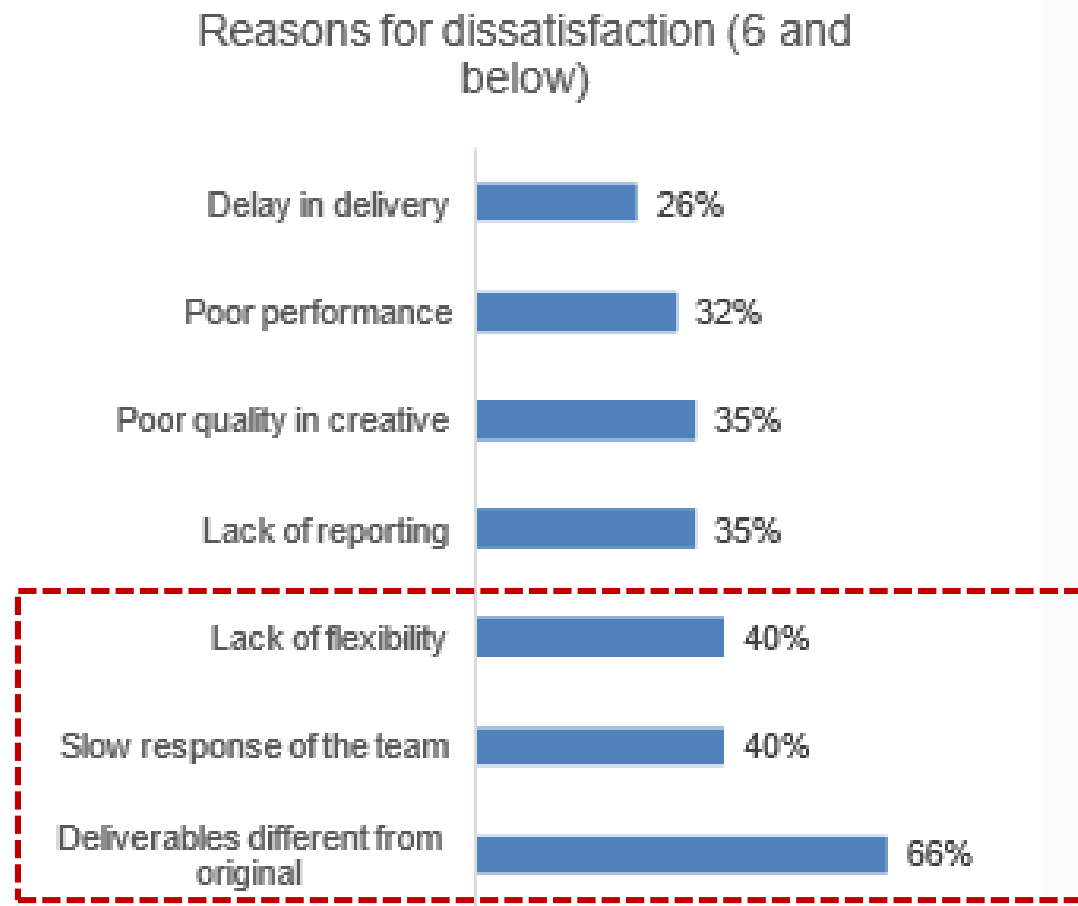 Reasons for dissatisfaction (6 and
below)
Delay in delivery 26%
Poor performance 32%
Poor quality in creative 35%
Lack of reporting 35%
Lack of flexibility 40%
Slow response of the team 40%
Deliverables different from
original 66%